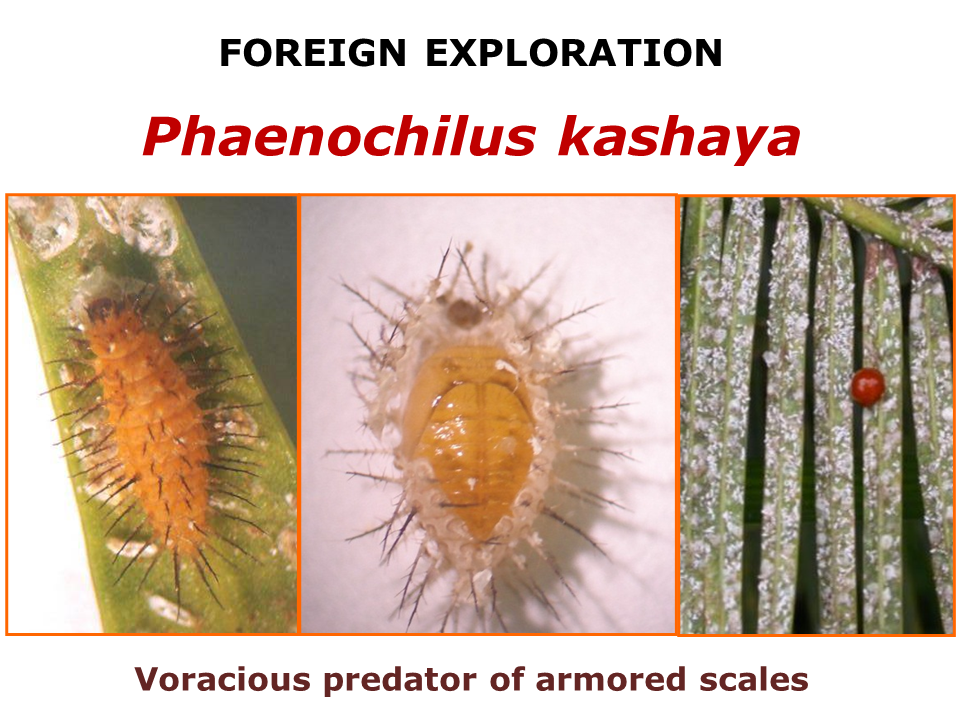 FOREIGN EXPLORATION
Phaenochilus kashaya
Voracious predator of armored scales